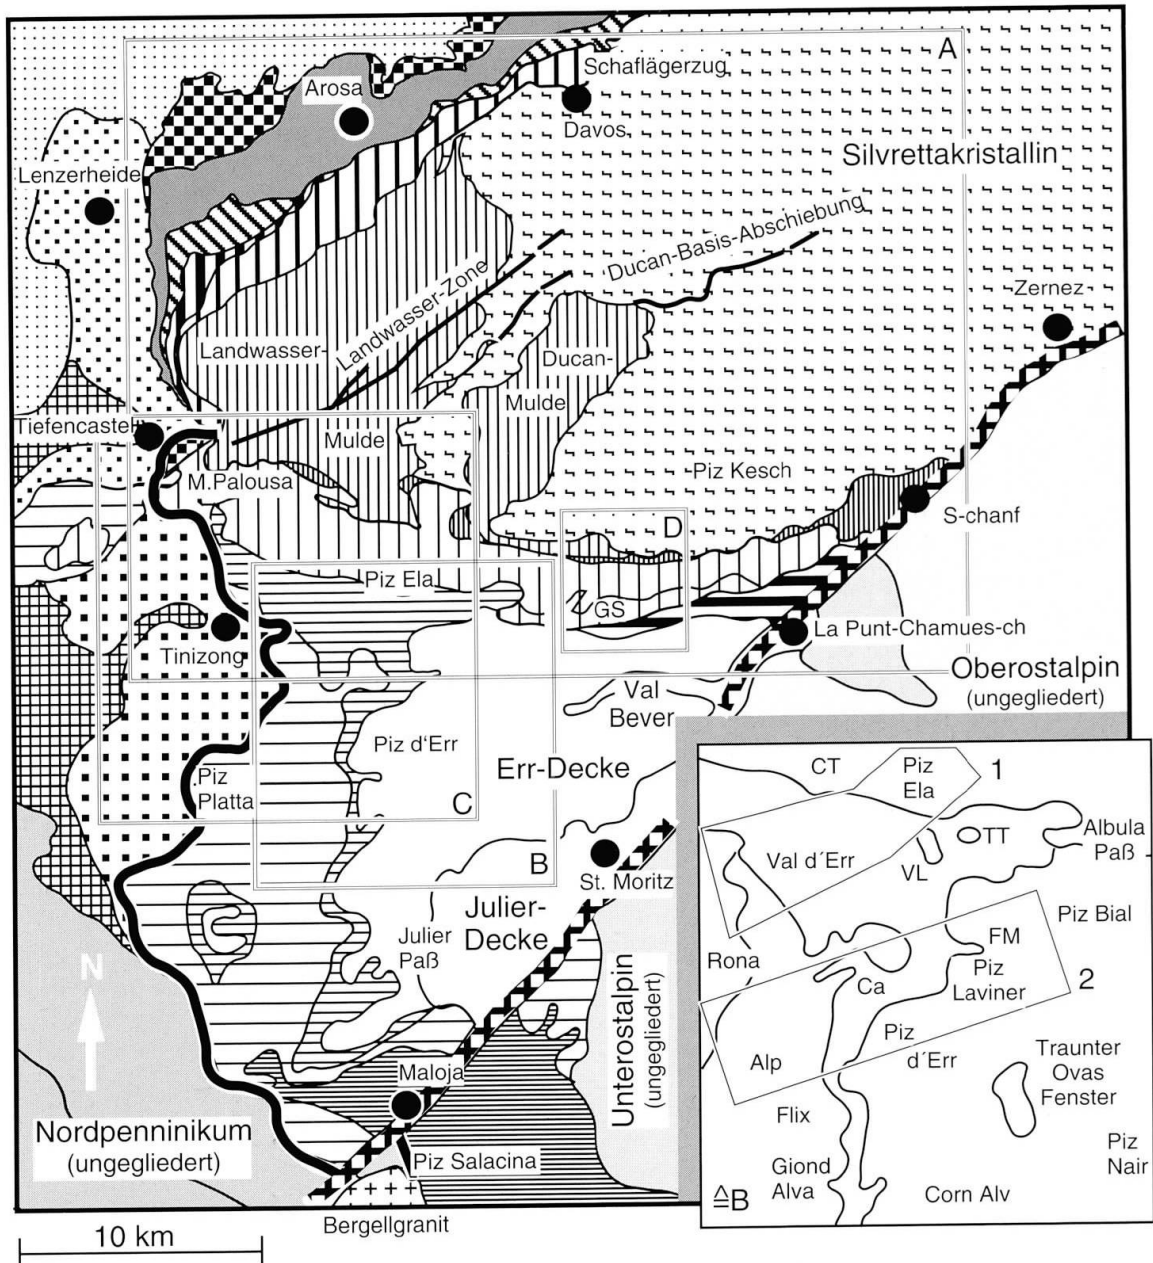 A
Schaflägerzug
Arosa
Davos
Silvrettakristallin
Lenzerheide
Ducan-Basis-Abschiebung
Landwasser-Zone
Zernez
Landwasser-
Ducan-
Mulde
Tiefencastel
Mulde
M.Palousa
Piz Kesch
S-chanf
D
Piz Ela
GS
La Punt-Chamues-ch
Tinizong
Oberostalpin
(ungegliedert)
Val
Bever
Piz d'Err
Err-Decke
Piz
Platta
C
B
St. Moritz
Julier-
Decke
Julier
Paß
N
Unterostalpin
(ungegliedert)
Maloja
Nordpenninikum
(ungegliedert)
Piz Salacina
Bergellgranit
10 km
CT
Piz
Ela
1
TT
Albula
Paß
Val d´Err
VL
Piz Bial
FM
Rona
Ca
Piz
Laviner
2
Piz
d´Err
Alp
Traunter
Ovas
Fenster
Flix
Piz
Nair
Giond
Alva
Corn Alv
≙B